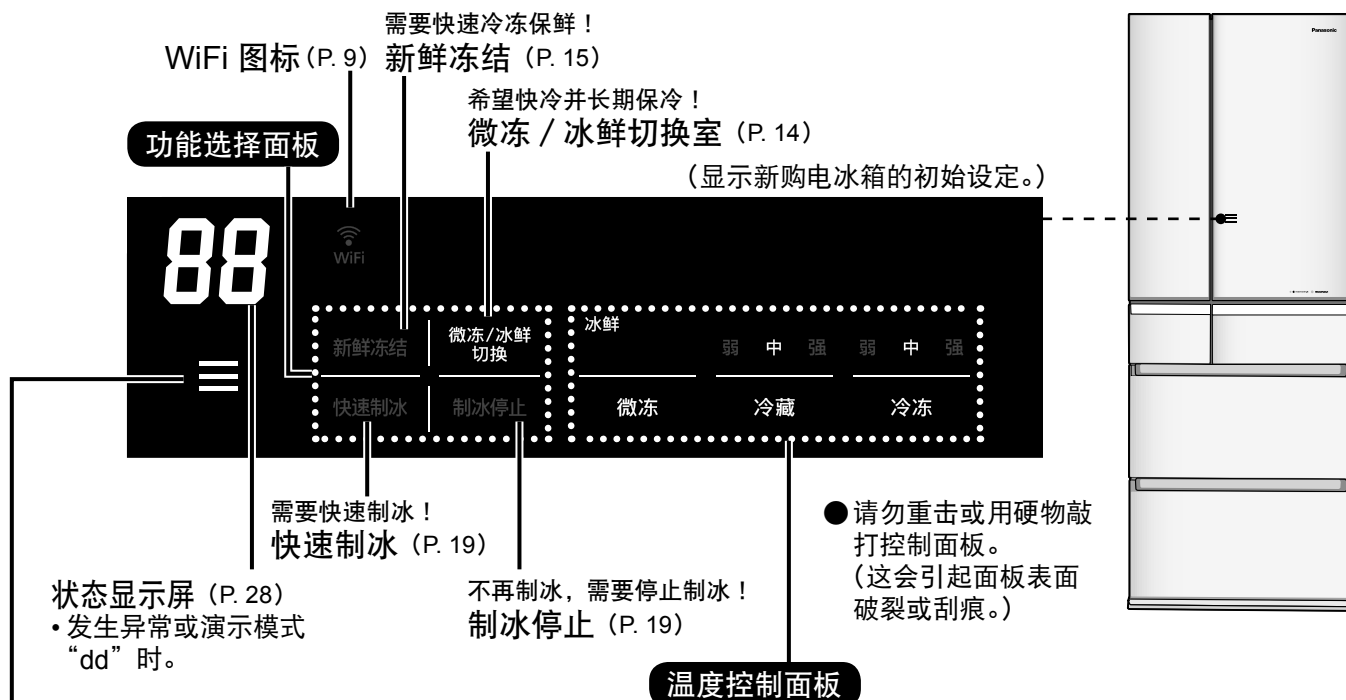 需要快速冷冻保鲜！
WiFi 图标（P. 9） 新鲜冻结（P. 15）
希望快冷并长期保冷！
微冻 / 冰鲜切换室（P. 14）
功能选择面板
（显示新购电冰箱的初始设定。）
Panasonic
88
WiFi
新鲜冻结
微冻/冰鲜
切换
快速制冰
制冰停止
冰鲜
弱 中 强 弱 中 强
微冻 冷藏 冷冻
需要快速制冰！
快速制冰（P. 19）
不再制冰，需要停止制冰！
制冰停止（P. 19）
●请勿重击或用硬物敲
打控制面板。
（这会引起面板表面
破裂或刮痕。）
状态显示屏（P. 28）
• 发生异常或演示模式
“dd”时。
温度控制面板